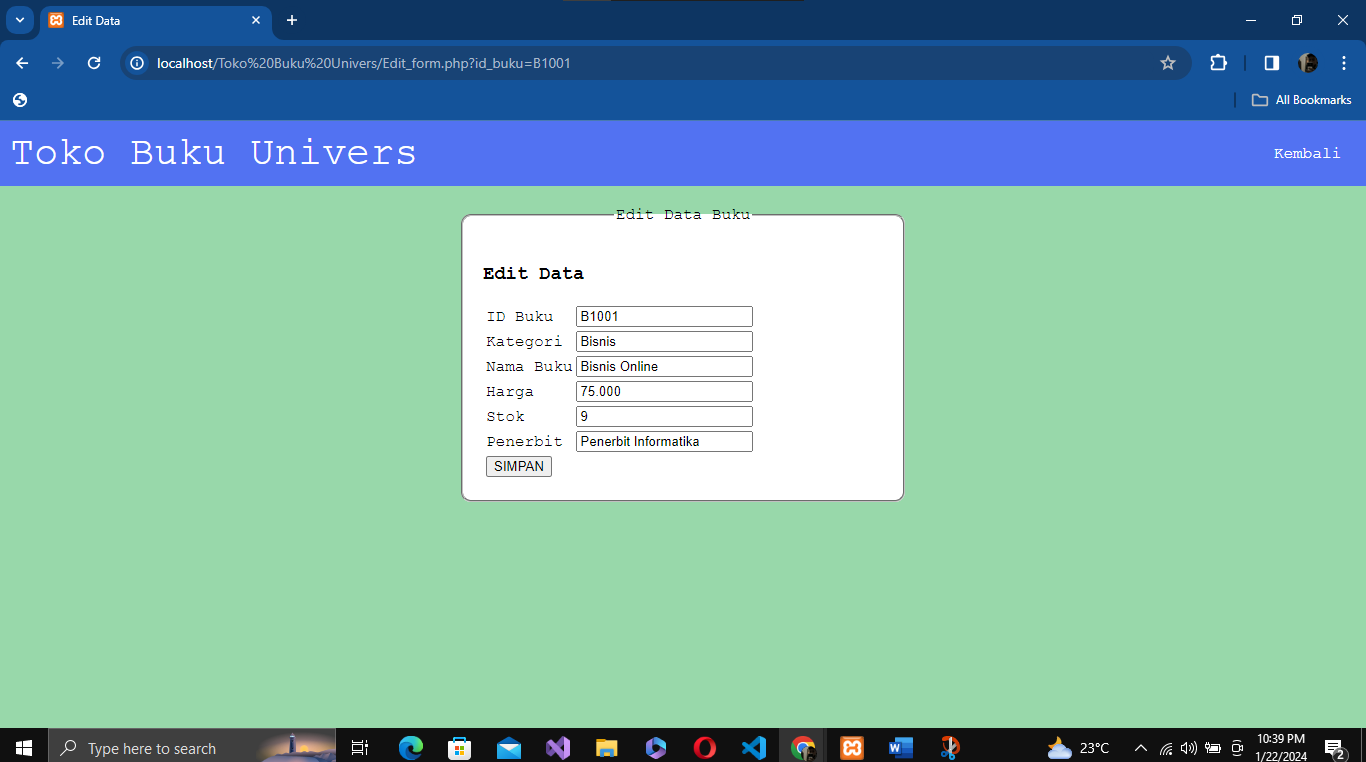 Edit Data
localhost/Toko%20Buku%20Univers/Edit_form.php?id_buku=B1001
All Bookmarks
Toko Buku Univers
Kembali
Edit Data Buku
Edit Data
ID Buku B1001
Kategori Bisnis
Nama Buku Bisnis Online
Harga 75.000
Stok 9
Penerbit Penerbit Informatika
SIMPAN
Type here to search
23°C
10:39 PM
1/22/2024
2